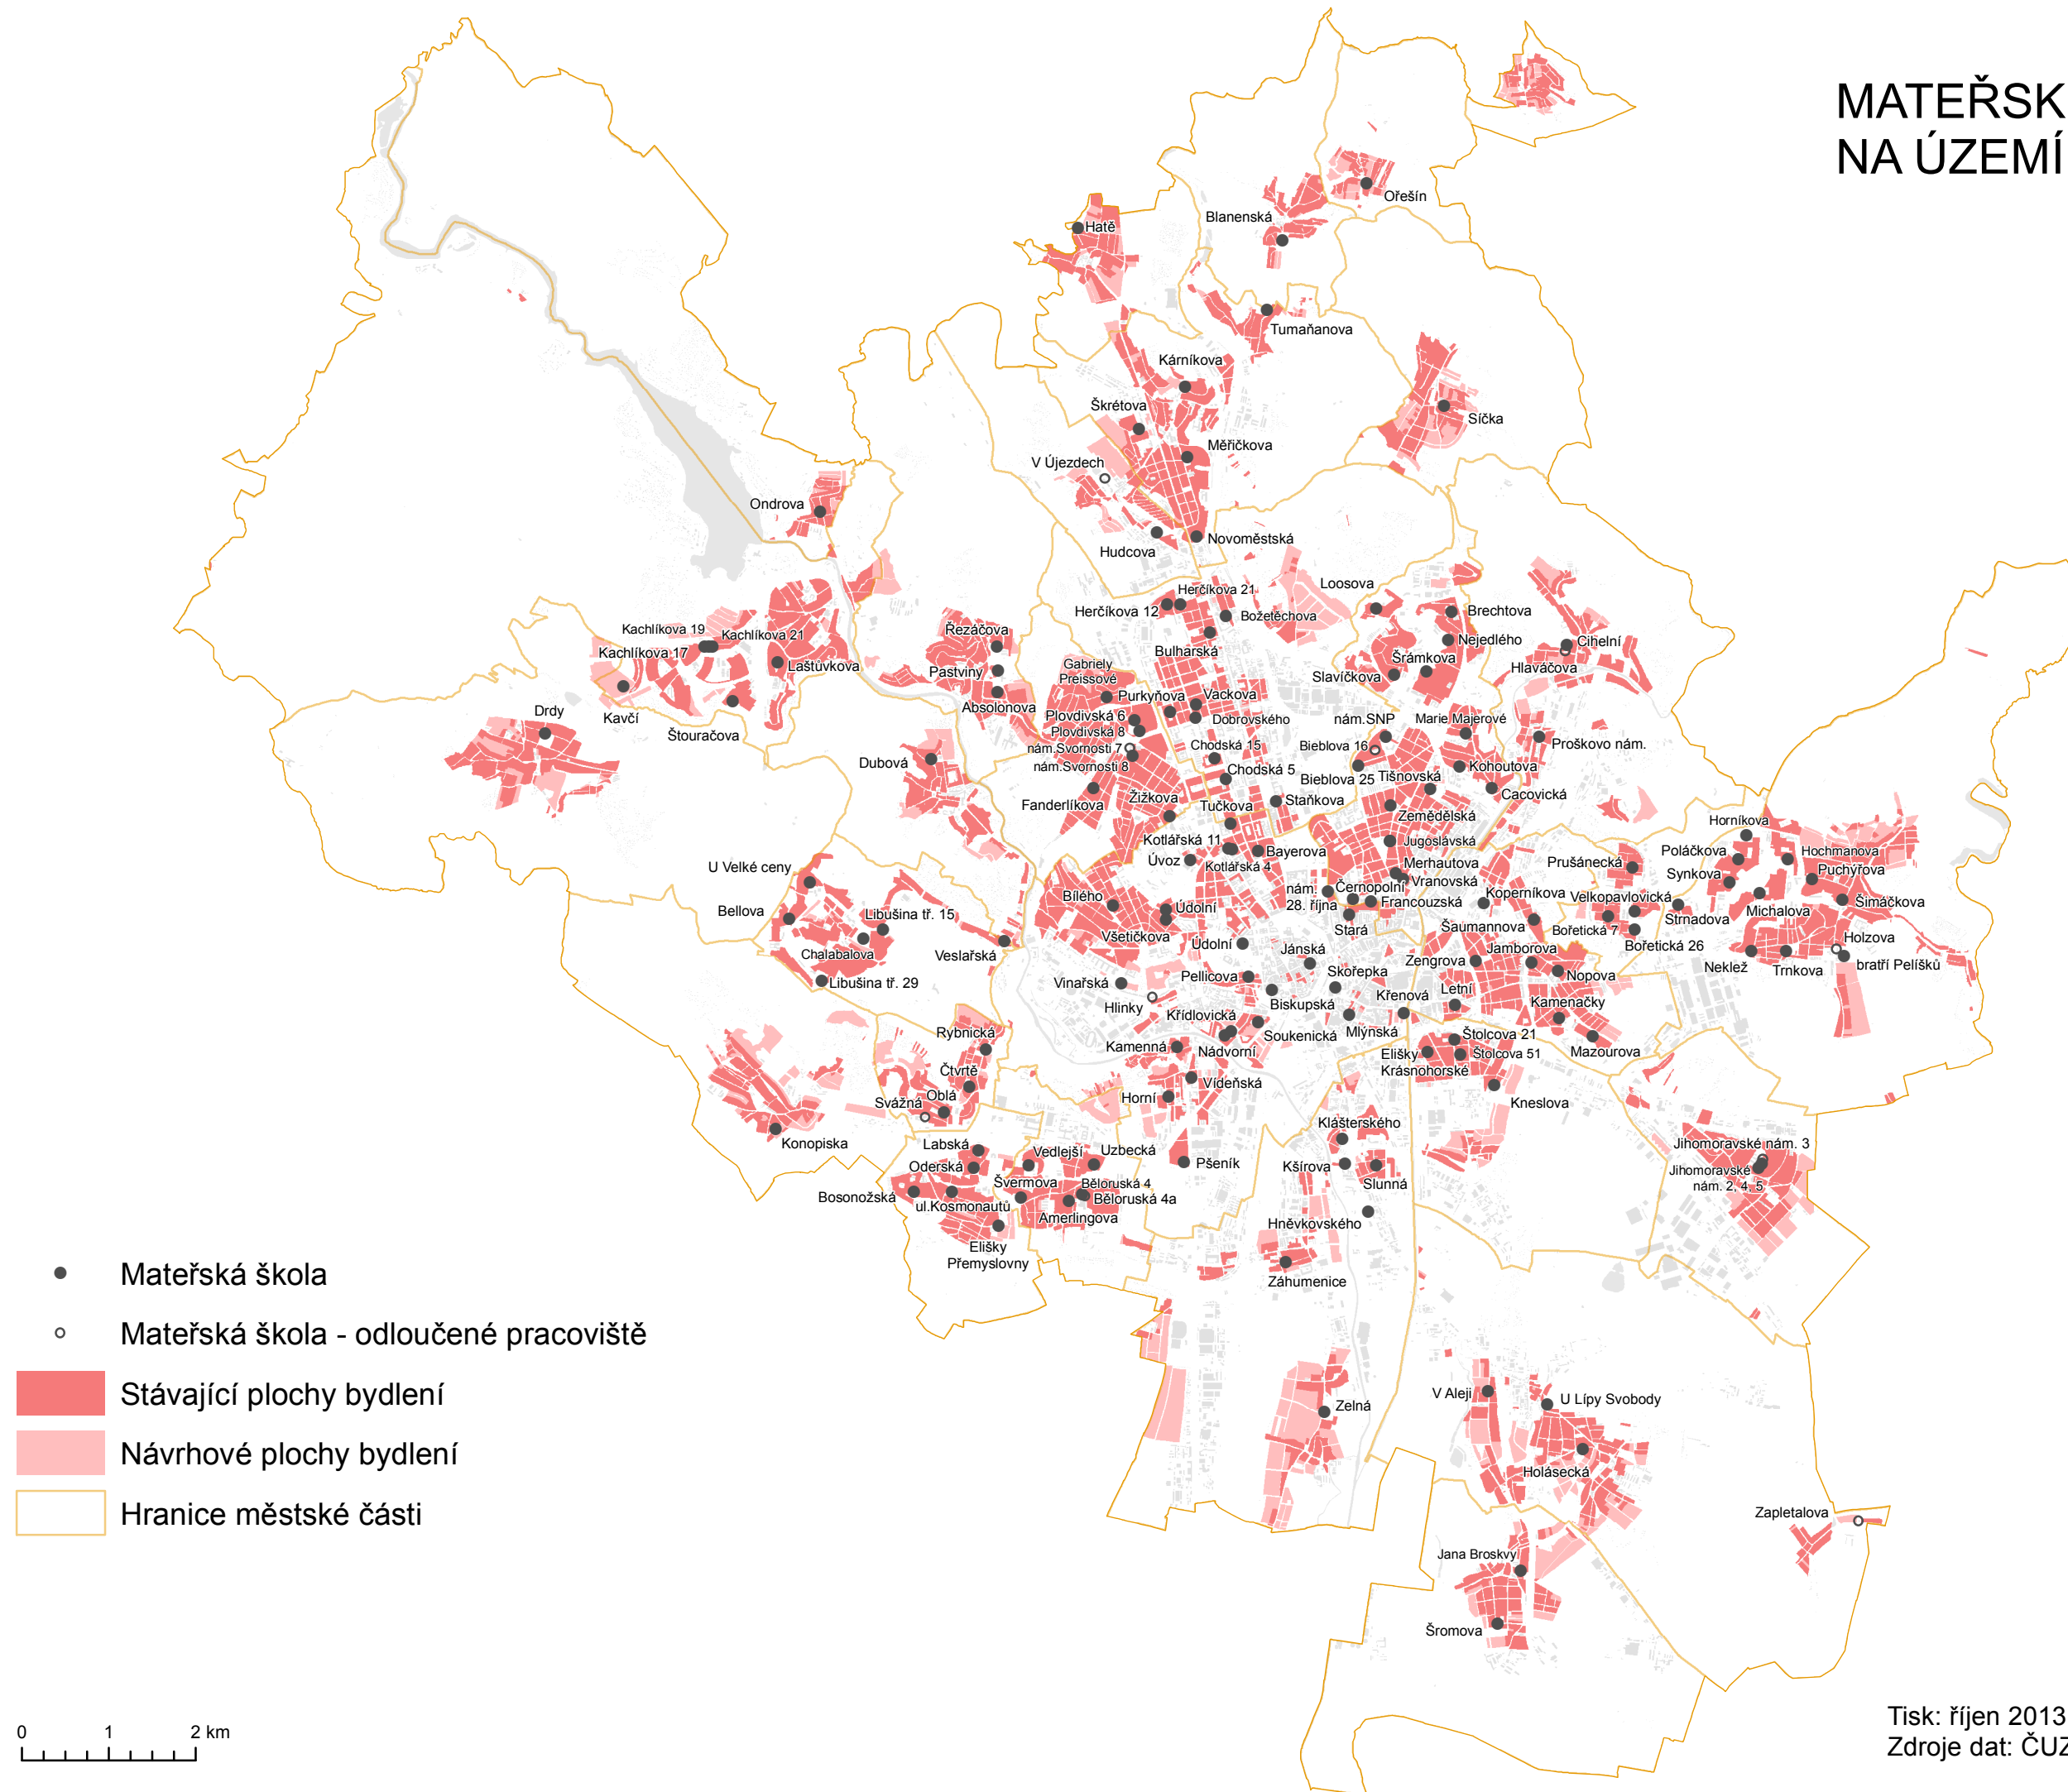 MATEŘSK
NA ÚZEMÍ
Ořešín
Blanenská
Hatě
Tumaňanova
Kárníkova
Škrétova
Síčka
Měřičkova
V Újezdech
Ondrova
Novoměstská
Hudcova
Loosova
Herčíkova 21
Herčíkova 12
Božetěchova
Brechtova
Kachlíkova 19
Kachlíkova 21
Řezáčova
Nejedlého
Cihelní
Kachlíkova 17
Laštůvkova
Bulharská
Šrámkova
Hlaváčova
Gabriely
Preissové
Pastviny
Slavíčkova
Purkyňova
Vackova
Absolonova
Drdy
Kavčí
Plovdivská 6
Dobrovského
nám.SNP
Marie Majerové
Štouračova
Plovdivská 8
nám.Svornosti 7
Chodská 15
Bieblova 16
Proškovo nám.
Dubová
nám.Svornosti 8
Chodská 5
Bieblova 25
Tišnovská
Kohoutova
Fanderlíkova
Žižkova
Tučkova
Staňkova
Cacovická
Zemědělská
Horníkova
Kotlářská 11
Jugoslávská
Úvoz
Bayerova
Poláčkova
Hochmanova
U Velké ceny
Kotlářská 4
Merhautova
Prušánecká
Synkova
Puchýřova
Vranovská
Bílého
nám.
28. října
Černopolní
Koperníkova
Velkopavlovická
Francouzská
Šimáčkova
Bellova
Libušina tř. 15
Údolní
Michalova
Strnadova
Stará
Šaumannova
Bořetická 7
Všetičkova
Údolní
Bořetická 26
Holzova
Chalabalova
Veslařská
Jánská
Jamborova
Zengrova
Neklež
Trnkova
bratří Pelíšků
Libušina tř. 29
Vinařská
Pellicova
Skořepka
Nopova
Hlinky
Biskupská
Křenová
Letní
Kamenačky
Křídlovická
Rybnická
Soukenická
Mlýnská
Štolcova 21
Kamenná
Nádvorní
Elišky
Krásnohorské
Štolcova 51
Mazourova
Čtvrtě
Vídeňská
Svážná
Oblá
Horní
Kneslova
Klášterského
Konopiska
Labská
Vedlejší
Uzbecká
Jihomoravské nám. 3
Oderská
Pšeník
Kšírova
Jihomoravské
nám. 2, 4, 5
Švermova
Běloruská 4
Slunná
Bosonožská
ul.Kosmonautů
Běloruská 4a
Amerlingova
Hněvkovského
Elišky
Přemyslovny
Záhumenice
Mateřská škola
Mateřská škola - odloučené pracoviště
Stávající plochy bydlení
Návrhové plochy bydlení
Hranice městské části
V Aleji
U Lípy Svobody
Zelná
Holásecká
Zapletalova
Jana Broskvy
Šromova
0 1 2 km
Tisk: říjen 2013
Zdroje dat: ČUZ